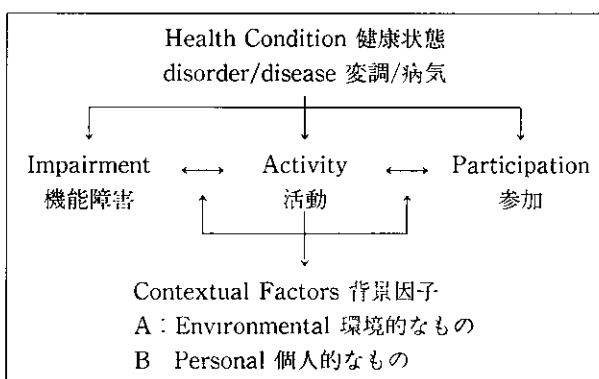 Health Condition 健康状態
disorder/disease 変調/病気
Impairment Activity Participation
機能障害 活動 参加
Contextual Factors 背景因子
A：Environmental 環境的なもの
B Personal 個人的なもの